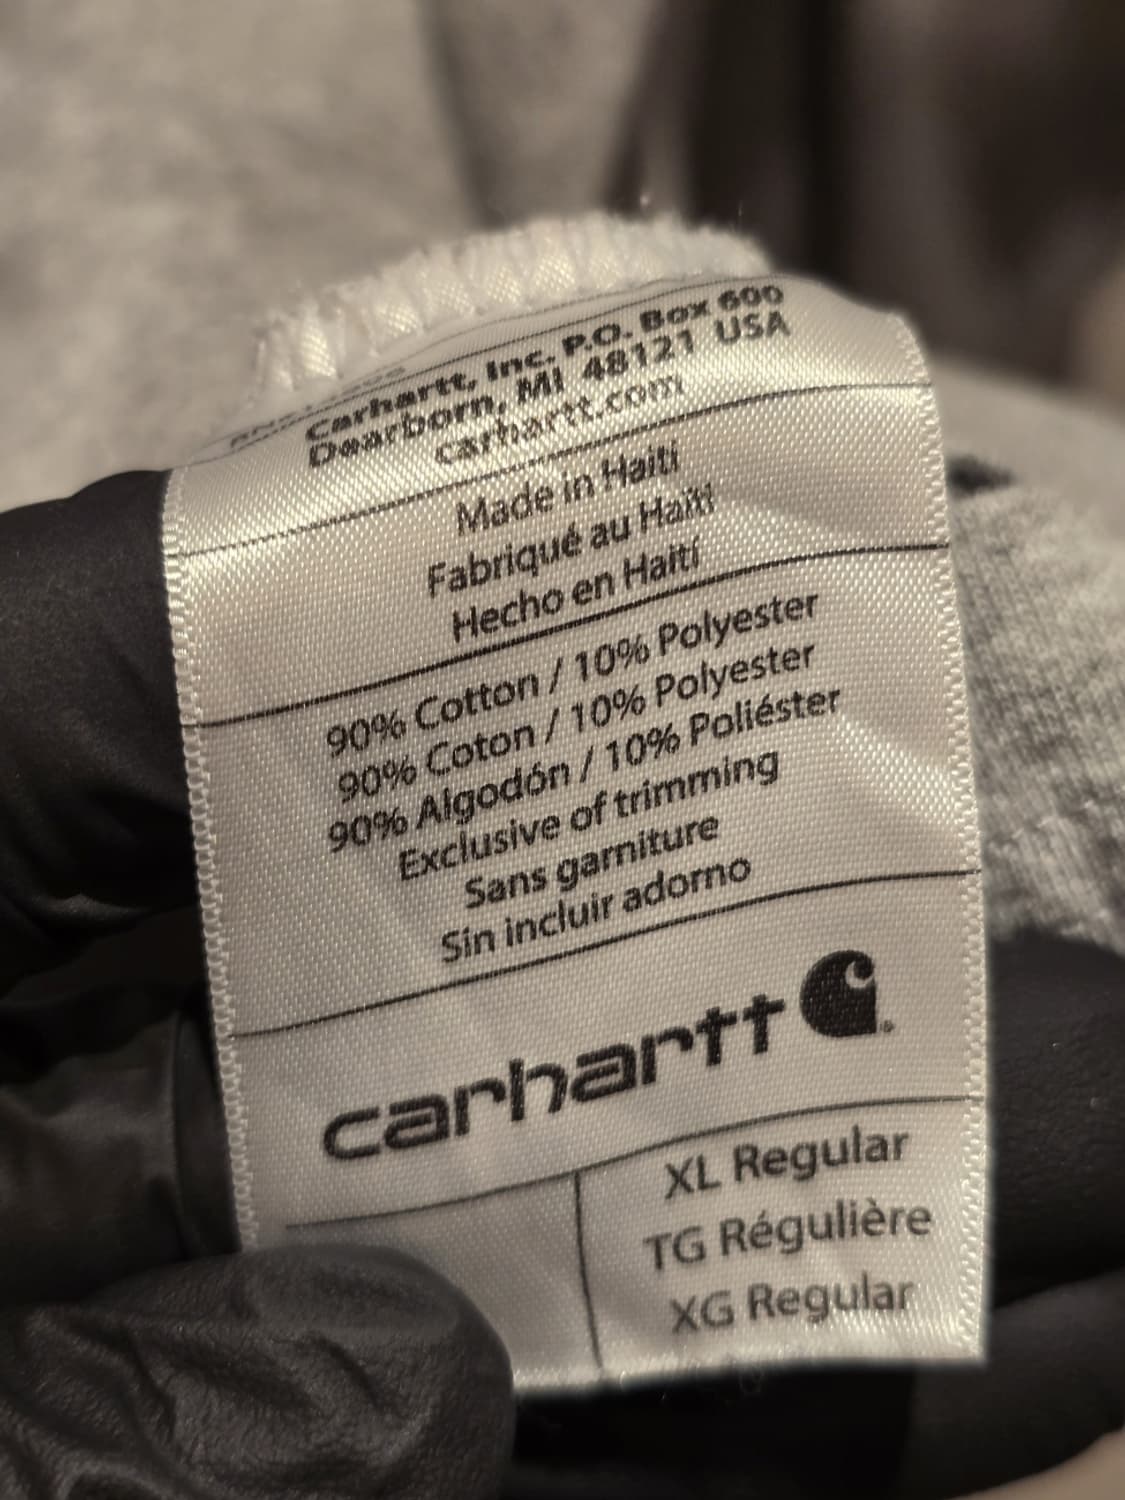 Carhartt, Inc. P.O. Box 600
Dearborn, MI 48121 USA
carhartt.com
Made in Haiti
Fabriqué au Haïti
Hecho en Haití
90% Cotton / 10% Polyester
90% Coton / 10% Polyester
90% Algodón / 10% Poliéster
Exclusive of trimming
Sans garniture
Sin incluir adorno
carhartt
XL Regular
TG Régulière
XG Regular